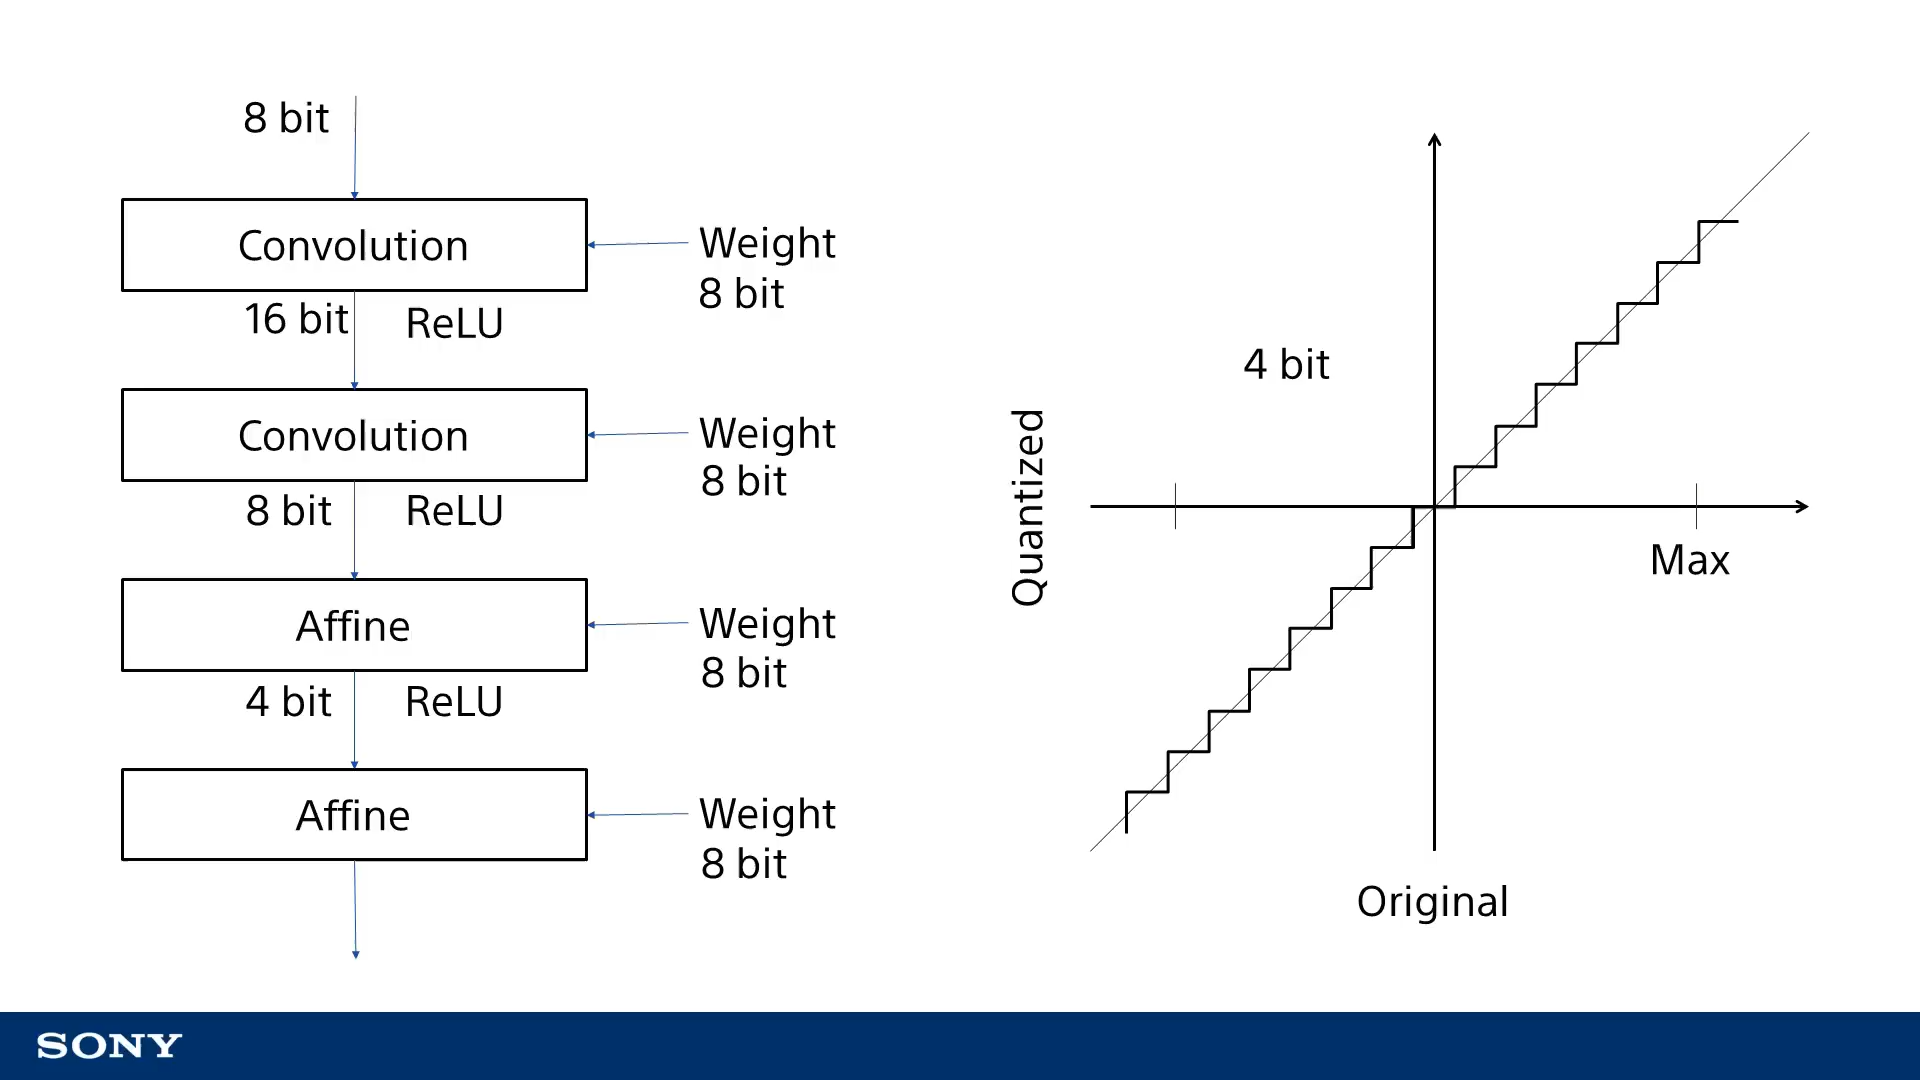 8 bit
Convolution
Weight
8 bit
16 bit
ReLU
Convolution
Weight
8 bit
8 bit
ReLU
Affine
Weight
8 bit
4 bit
ReLU
Affine
Weight
8 bit
4 bit
Quantized
Max
Original
SONY